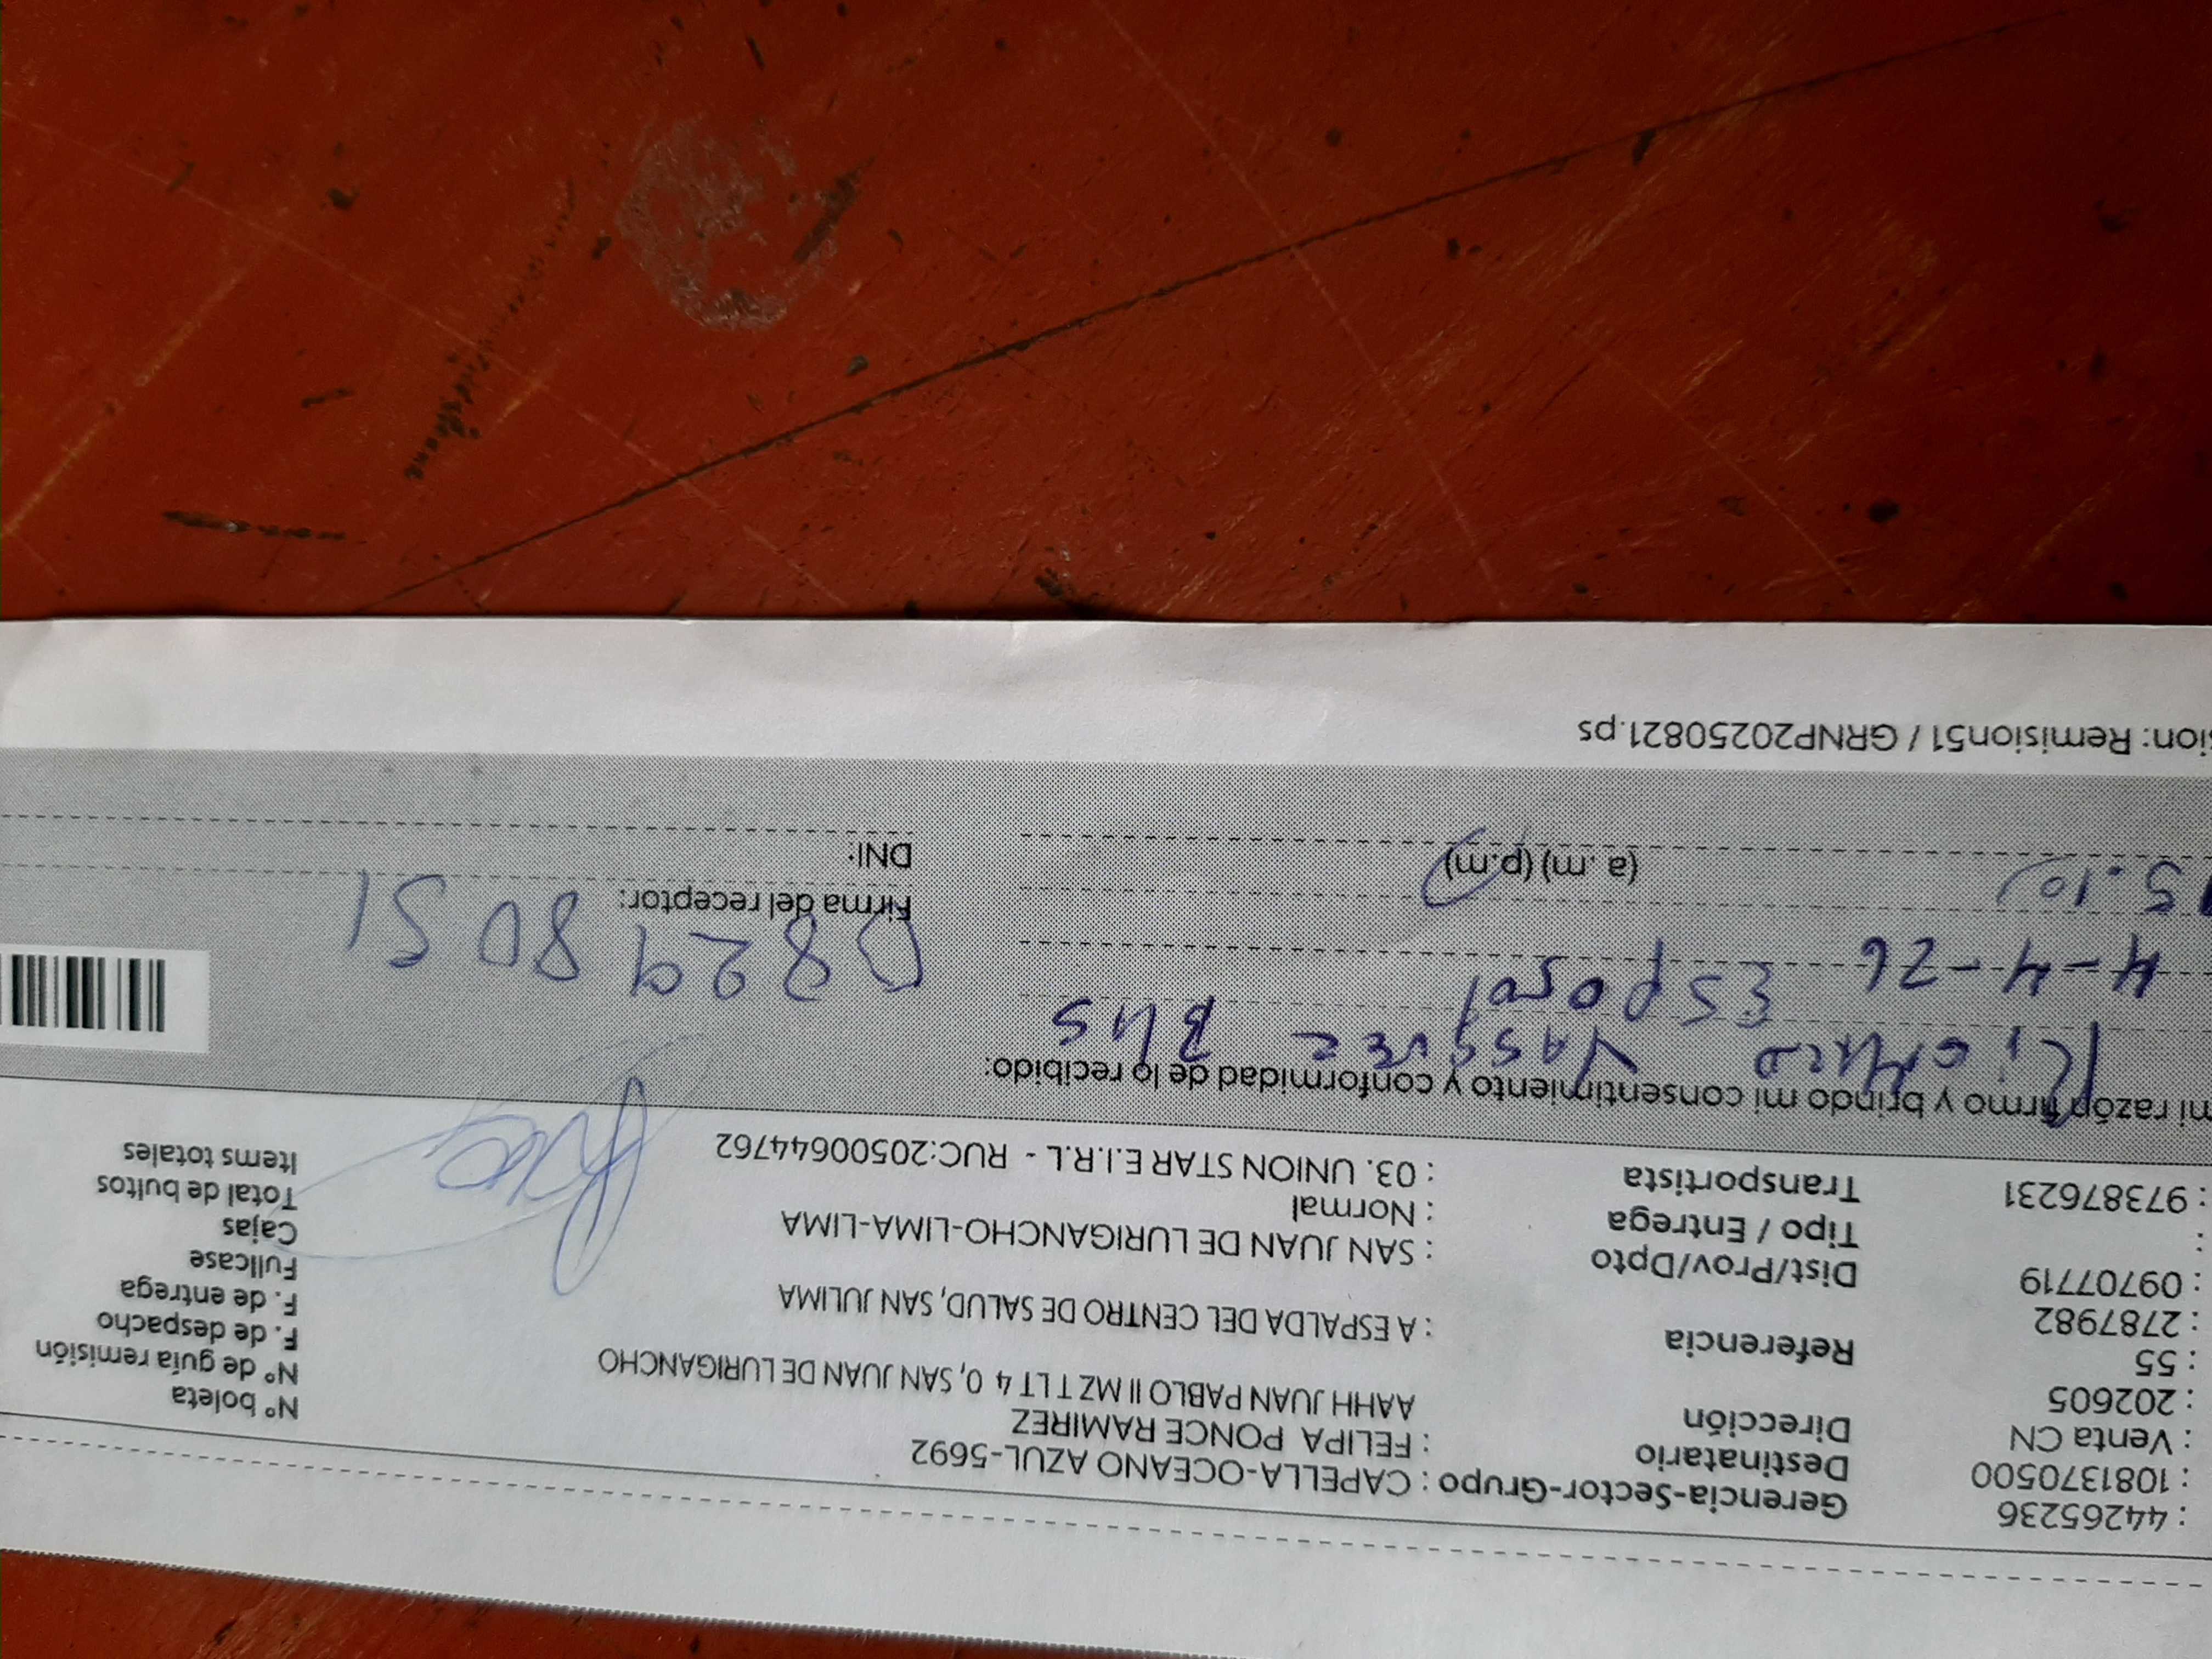 : 44265236 Gerencia-Sector-Grupo : CAPELLA-OCEANO AZUL-5692
: 1081370500 Destinatario : FELIPA PONCE RAMIREZ Nº boleta
: Venta CN Dirección AAHH JUAN PABLO II MZ T LT 4 0, SAN JUAN DE LURIGANCHO Nº de guía remisión
: 202605 F. de despacho
: 55 Referencia : A ESPALDA DEL CENTRO DE SALUD, SAN JULIMA F. de entrega
: 2787982 Fullcase
: 09707719 Dist/Prov/Dpto : SAN JUAN DE LURIGANCHO-LIMA-LIMA Cajas
: Tipo / Entrega : Normal Total de bultos
: 973876231 Transportista : 03. UNION STAR E.I.R.L - RUC:20500644762 Items totales
mi razón firmo y brindo mi consentimiento y conformidad de lo recibido:
4-4-26 Esposo
15.10 (a. m) (p.m) Firma del receptor:
DNI:
sion: Remision51 / GRNP20250821.ps